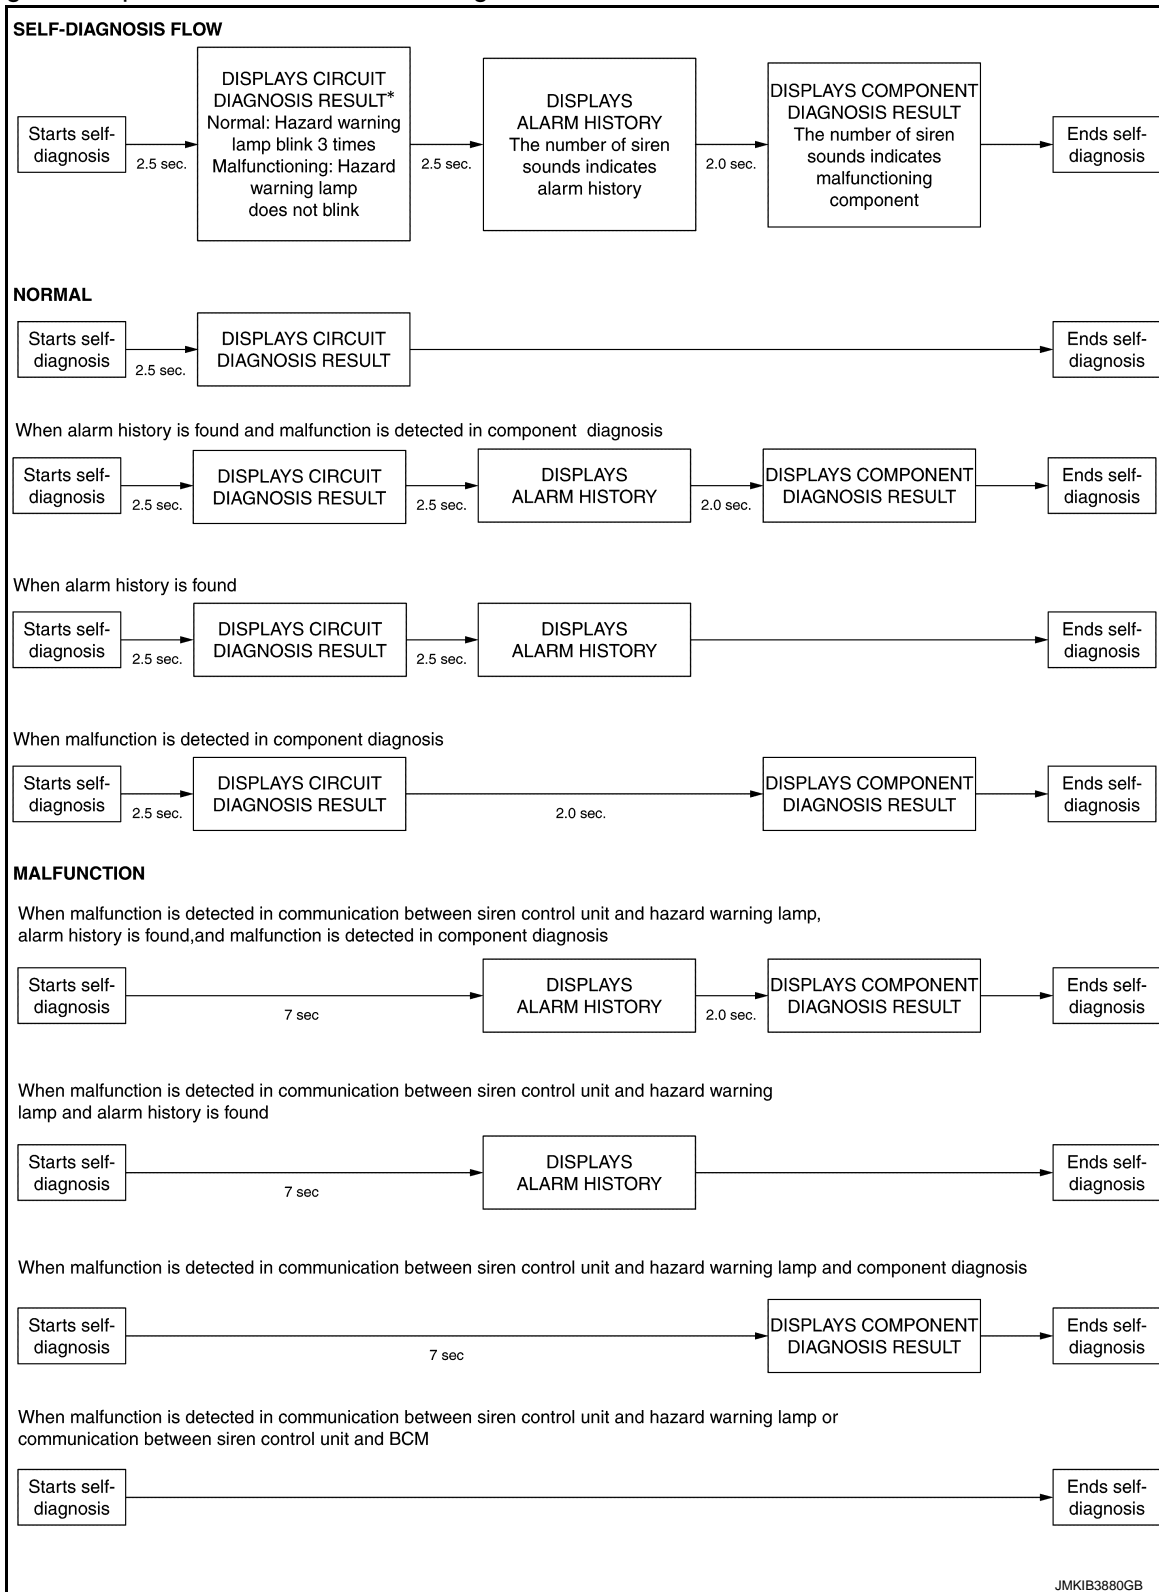 SELF-DIAGNOSIS FLOW
Starts self-
diagnosis
2.5 sec.
DISPLAYS CIRCUIT
DIAGNOSIS RESULT*
Normal: Hazard warning
lamp blink 3 times
Malfunctioning: Hazard
warning lamp
does not blink
2.5 sec.
DISPLAYS
ALARM HISTORY
The number of siren
sounds indicates
alarm history
2.0 sec.
DISPLAYS COMPONENT
DIAGNOSIS RESULT
The number of siren
sounds indicates
malfunctioning
component
Ends self-
diagnosis
NORMAL
Starts self-
diagnosis
2.5 sec.
DISPLAYS CIRCUIT
DIAGNOSIS RESULT
Ends self-
diagnosis
When alarm history is found and malfunction is detected in component diagnosis
Starts self-
diagnosis
2.5 sec.
DISPLAYS CIRCUIT
DIAGNOSIS RESULT
2.5 sec.
DISPLAYS
ALARM HISTORY
2.0 sec.
DISPLAYS COMPONENT
DIAGNOSIS RESULT
Ends self-
diagnosis
When alarm history is found
Starts self-
diagnosis
2.5 sec.
DISPLAYS CIRCUIT
DIAGNOSIS RESULT
2.5 sec.
DISPLAYS
ALARM HISTORY
Ends self-
diagnosis
When malfunction is detected in component diagnosis
Starts self-
diagnosis
2.5 sec.
DISPLAYS CIRCUIT
DIAGNOSIS RESULT
2.0 sec.
DISPLAYS COMPONENT
DIAGNOSIS RESULT
Ends self-
diagnosis
MALFUNCTION
When malfunction is detected in communication between siren control unit and hazard warning lamp,
alarm history is found,and malfunction is detected in component diagnosis
Starts self-
diagnosis
7 sec
DISPLAYS
ALARM HISTORY
2.0 sec.
DISPLAYS COMPONENT
DIAGNOSIS RESULT
Ends self-
diagnosis
When malfunction is detected in communication between siren control unit and hazard warning
lamp and alarm history is found
Starts self-
diagnosis
7 sec
DISPLAYS
ALARM HISTORY
Ends self-
diagnosis
When malfunction is detected in communication between siren control unit and hazard warning lamp and component diagnosis
Starts self-
diagnosis
7 sec
DISPLAYS COMPONENT
DIAGNOSIS RESULT
Ends self-
diagnosis
When malfunction is detected in communication between siren control unit and hazard warning lamp or
communication between siren control unit and BCM
Starts self-
diagnosis
Ends self-
diagnosis
JMKIB3880GB